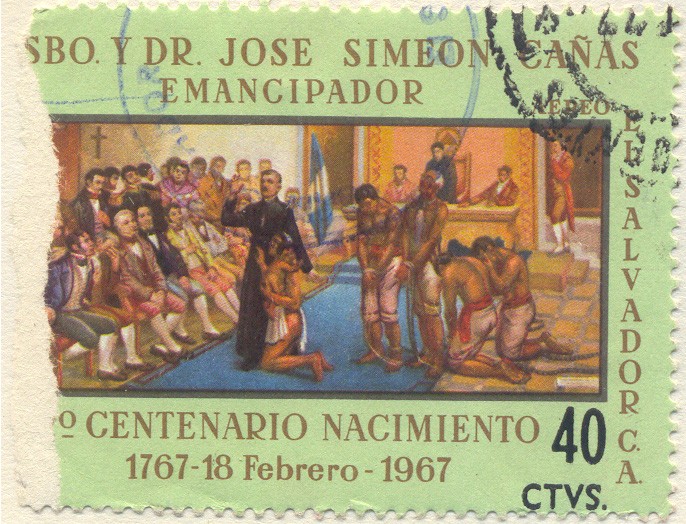 SBO. Y DR. JOSE SIMEON CAÑAS
EMANCIPADOR
AEREO
EL SALVADOR C.A.
º CENTENARIO NACIMIENTO
1767-18 Febrero-1967
40
CTVS.